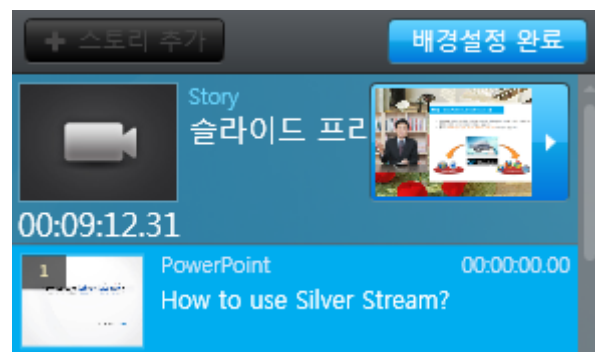 + 스토리 추가
배경설정 완료
Story
슬라이드 프리
00:09:12.31
1
PowerPoint
00:00:00.00
How to use Silver Stream?